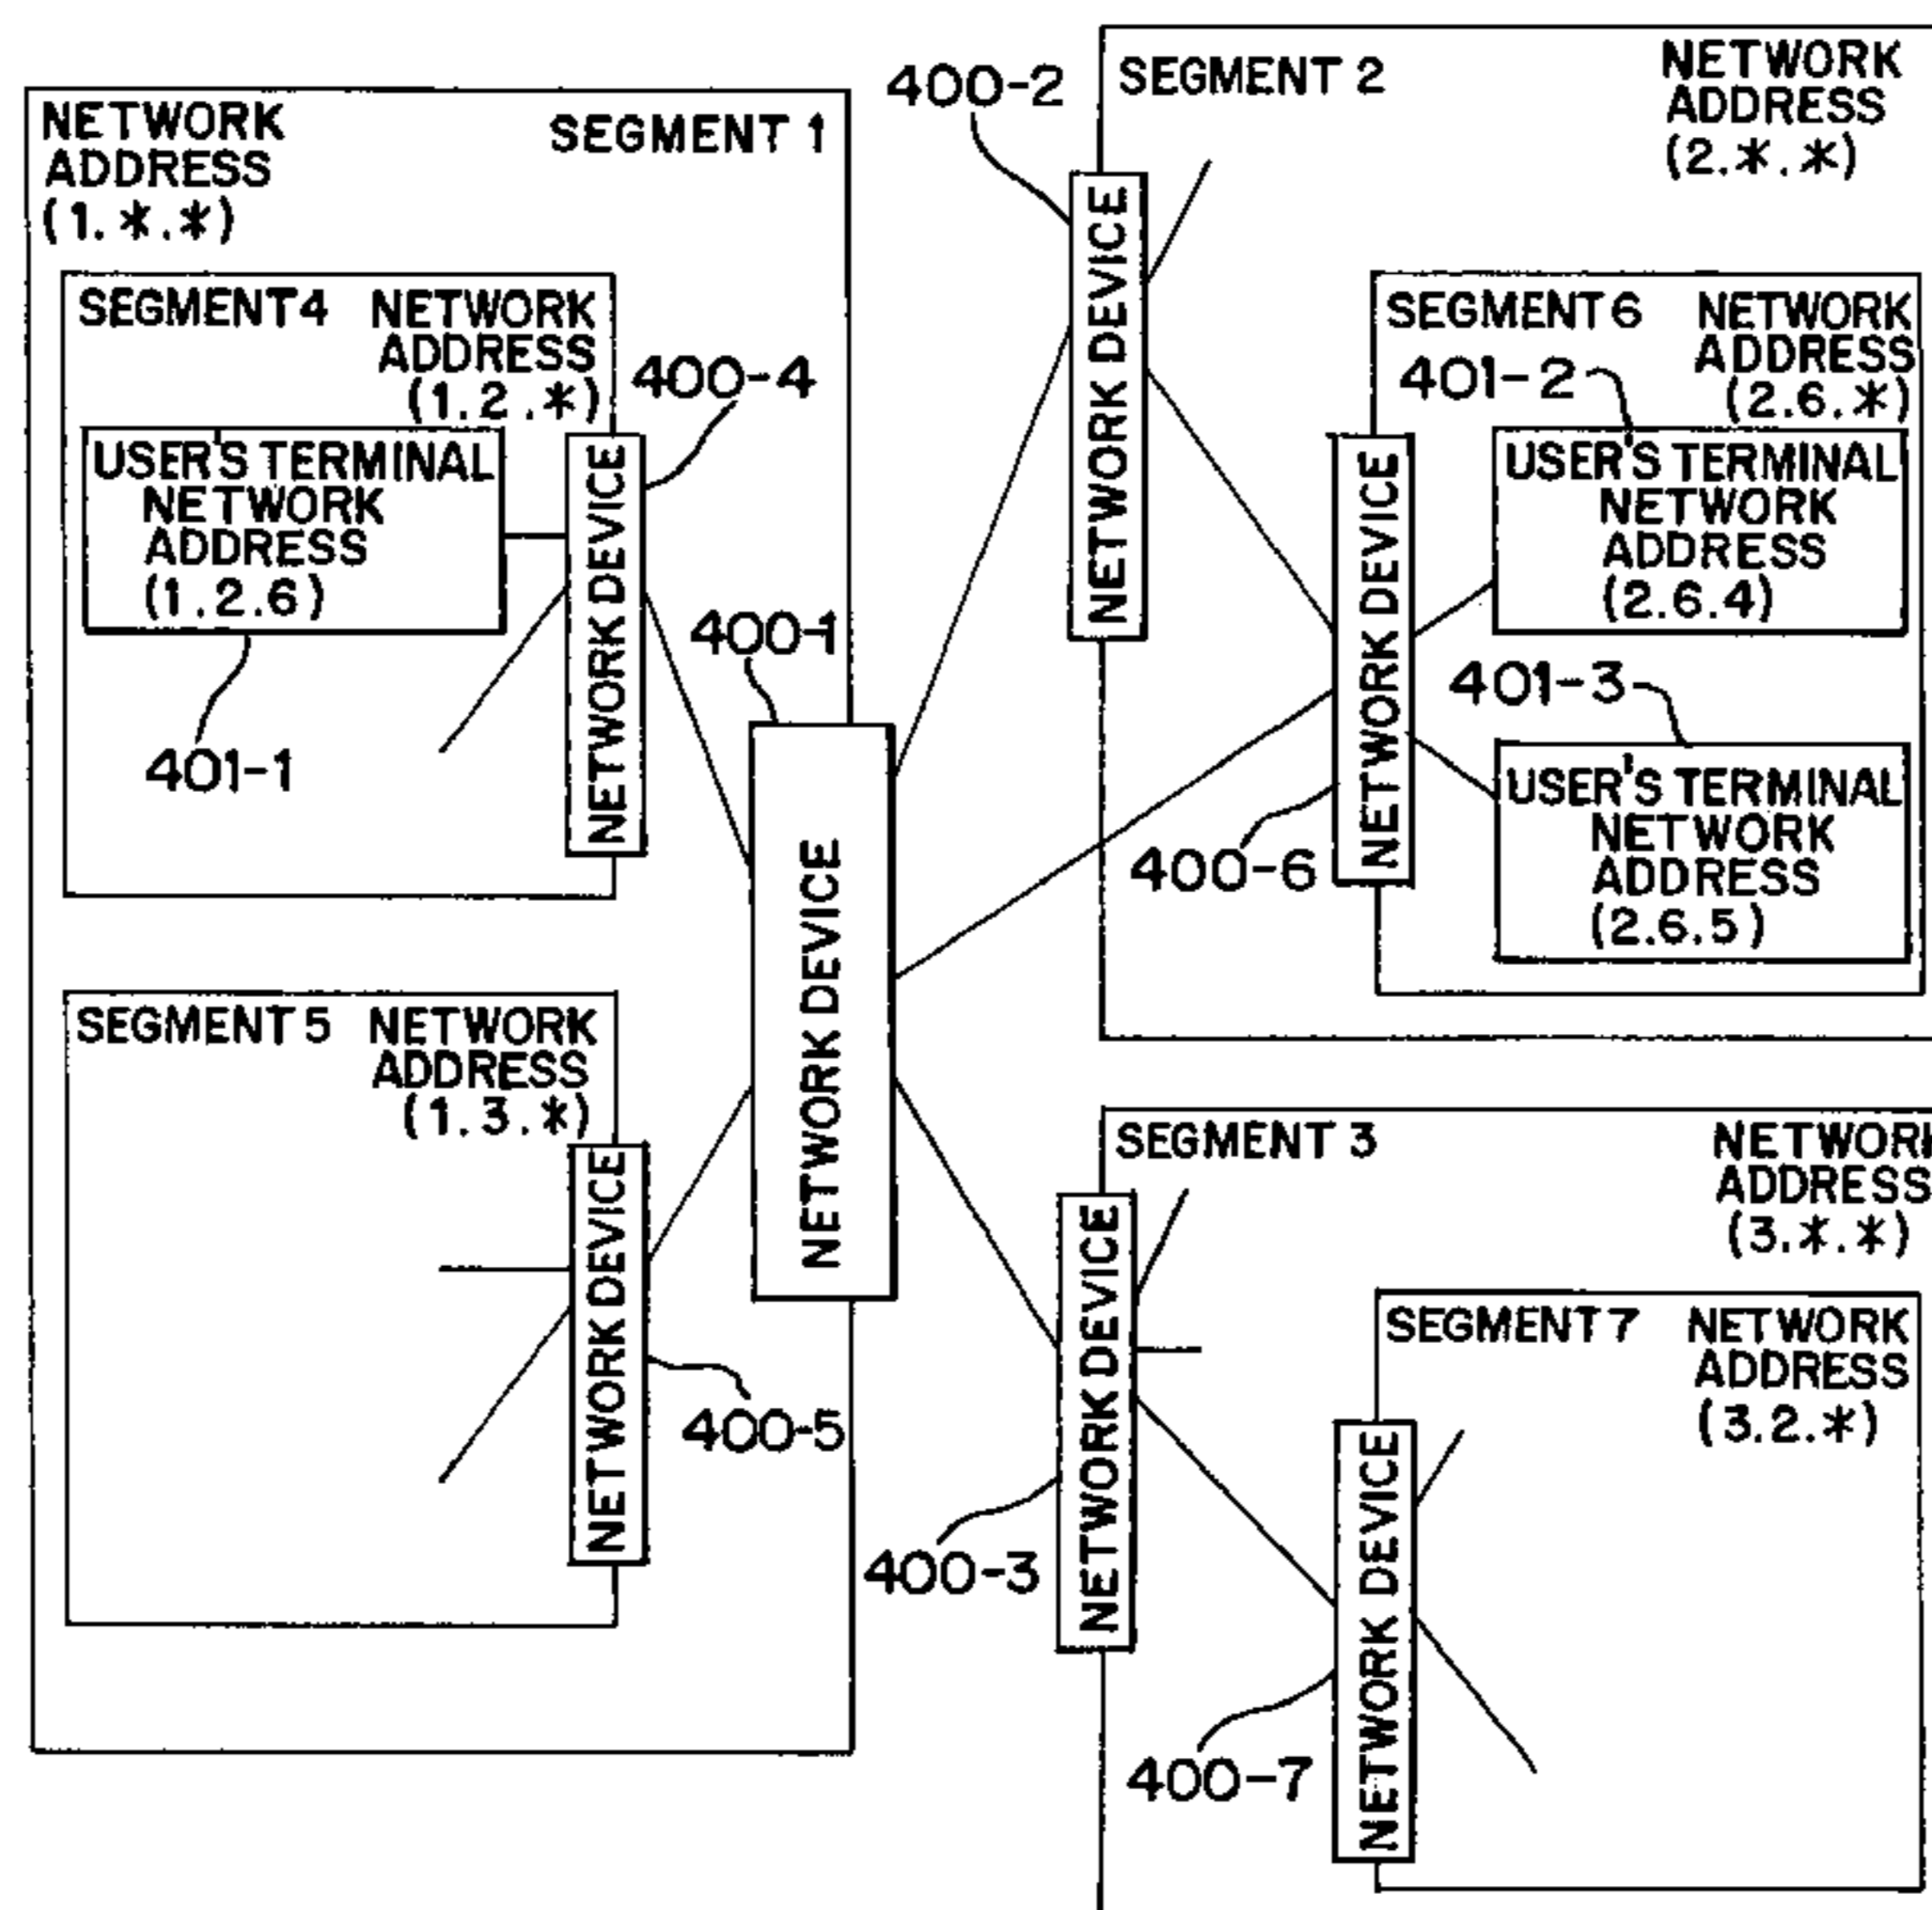 NETWORK
ADDRESS
(1.*.*)
SEGMENT 1
SEGMENT 4
NETWORK
ADDRESS
(1.2.*)
400-4
USER'S TERMINAL
NETWORK
ADDRESS
(1.2.6)
401-1
NETWORK DEVICE
400-1
NETWORK DEVICE
SEGMENT 5
NETWORK
ADDRESS
(1.3.*)
NETWORK DEVICE
400-5
400-2
SEGMENT 2
NETWORK
ADDRESS
(2.*.*)
NETWORK DEVICE
SEGMENT 6
NETWORK
ADDRESS
(2.6.*)
401-2
USER'S TERMINAL
NETWORK
ADDRESS
(2.6.4)
NETWORK DEVICE
400-6
401-3
USER'S TERMINAL
NETWORK
ADDRESS
(2.6.5)
SEGMENT 3
NETWORK
ADDRESS
(3.*.*)
NETWORK DEVICE
400-3
SEGMENT 7
NETWORK
ADDRESS
(3.2.*)
NETWORK DEVICE
400-7